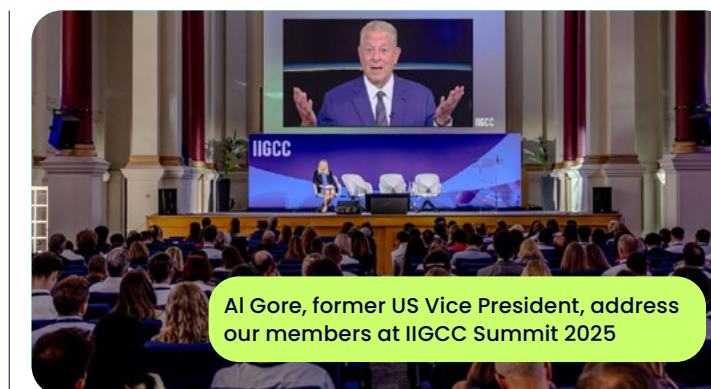 IIGCC
IIGCC
Al Gore, former US Vice President, address
our members at IIGCC Summit 2025